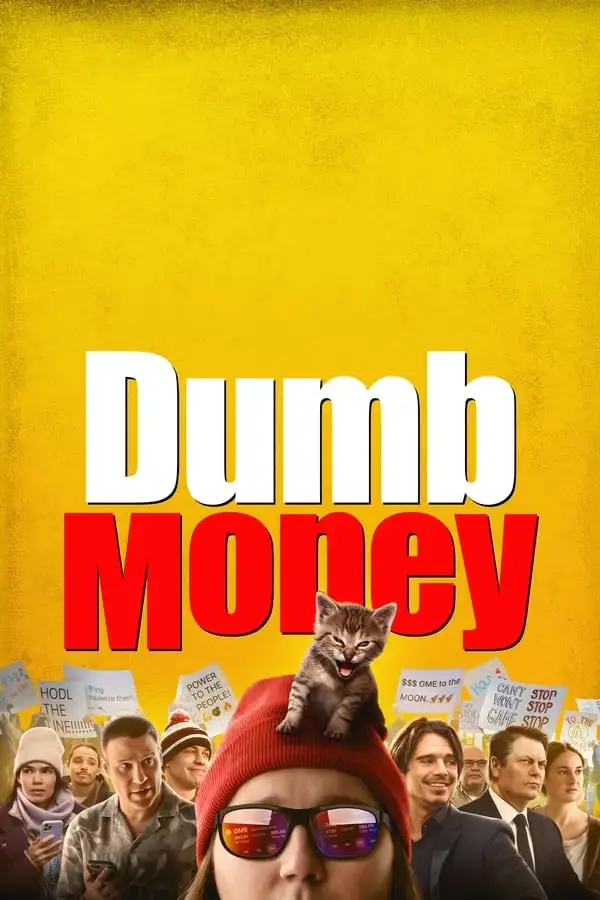 Dumb
Money
HODL
THE
LINE!!!!!
POWER
TO THE
PEOPLE!
$$$ GME to the
MOON.
CAN'T STOP
WON'T STOP
GAME STOP
TO THE
GME